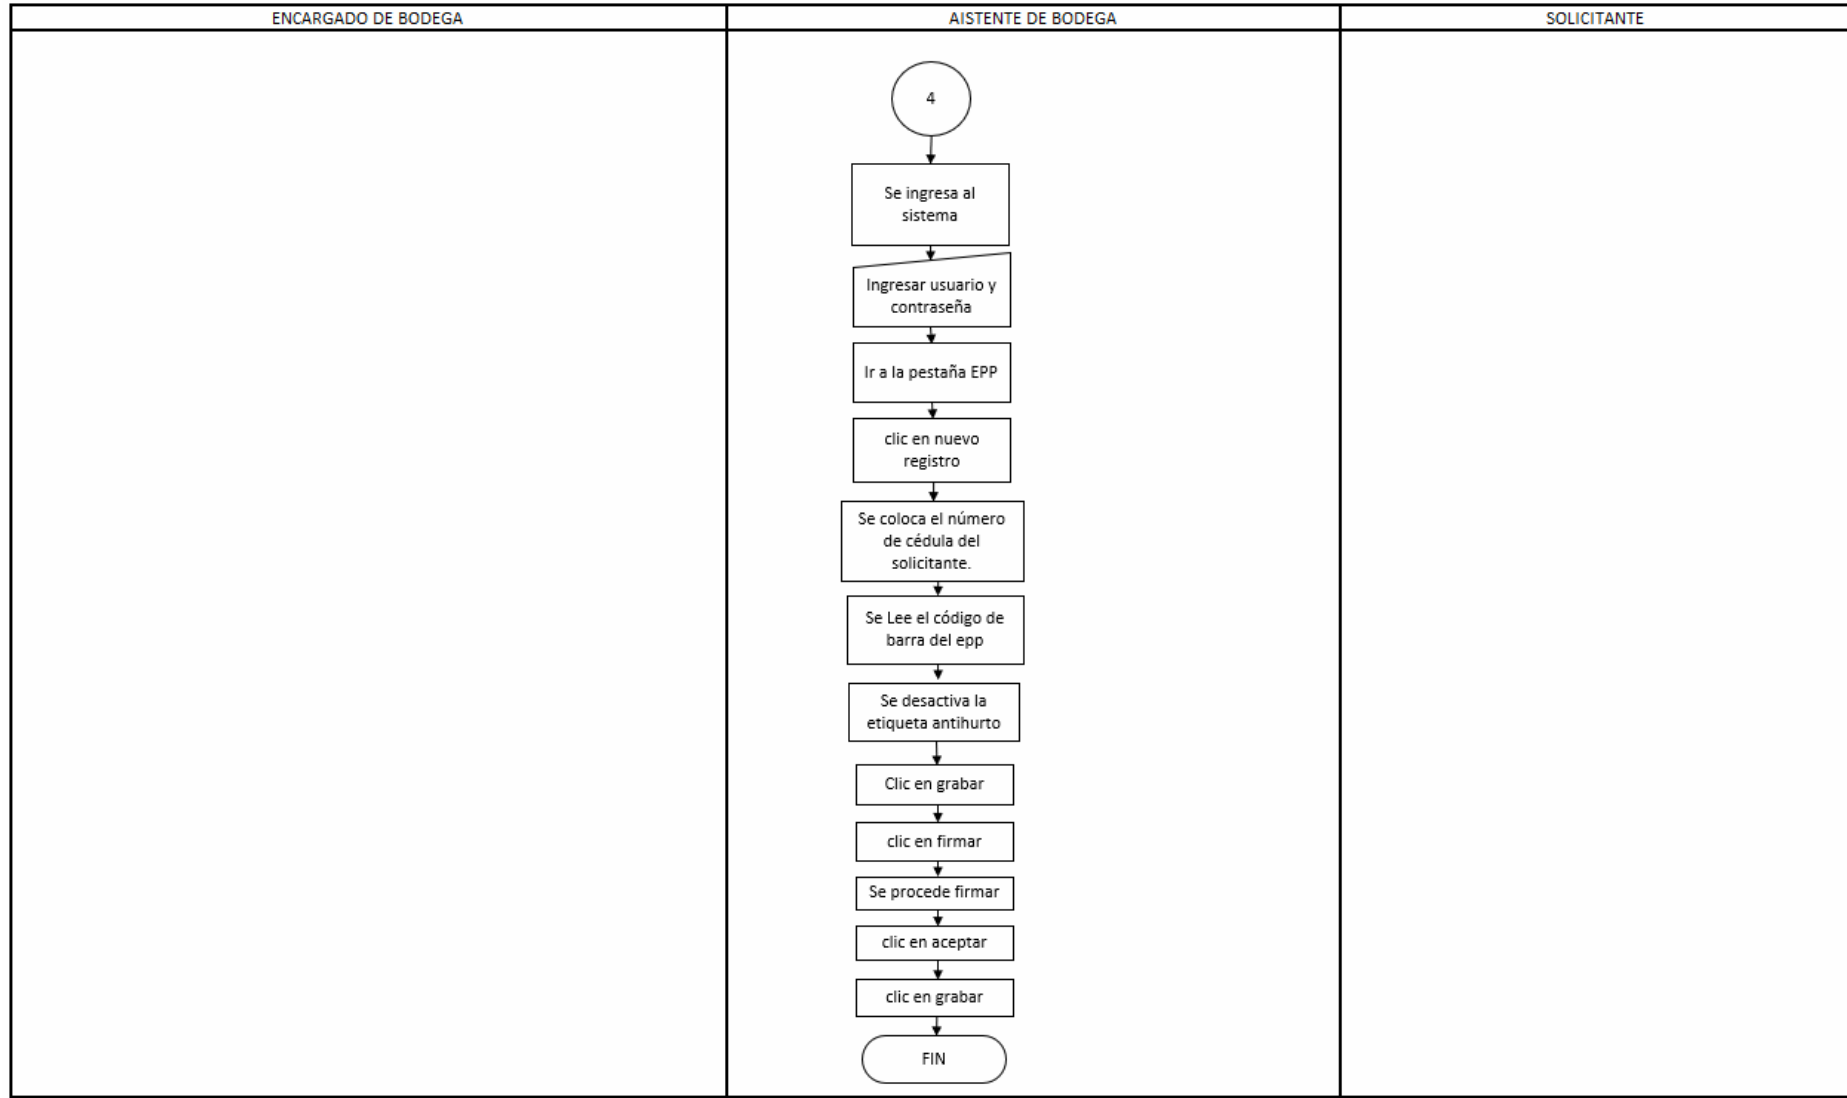 ENCARGADO DE BODEGA
AISTENTE DE BODEGA
SOLICITANTE
4
Se ingresa al
sistema
Ingresar usuario y
contraseña
Ir a la pestaña EPP
clic en nuevo
registro
Se coloca el número
de cédula del
solicitante.
Se Lee el código de
barra del epp
Se desactiva la
etiqueta antihurto
Clic en grabar
clic en firmar
Se procede firmar
clic en aceptar
clic en grabar
FIN